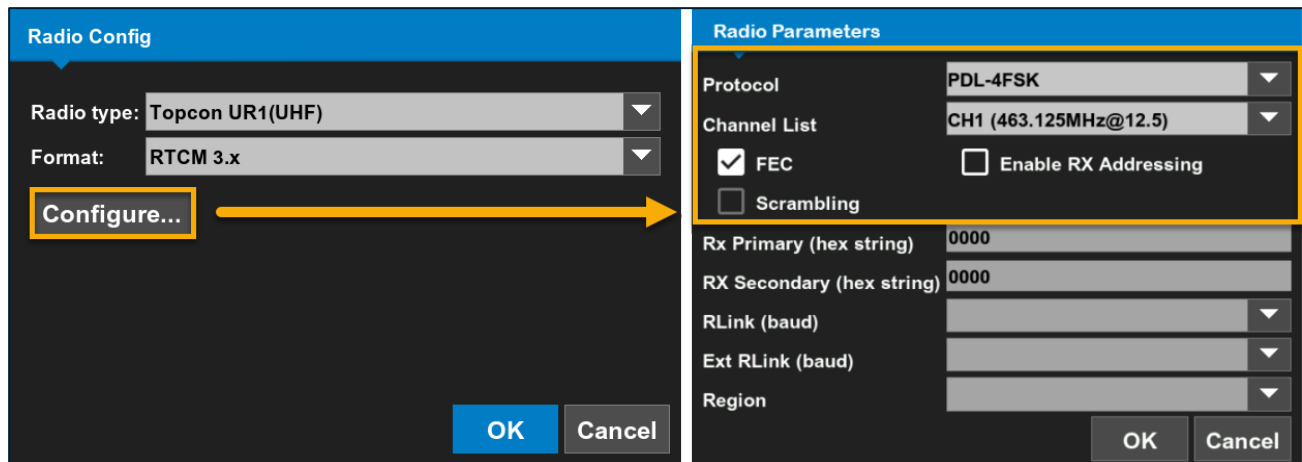 Radio Config
Radio type: Topcon UR1(UHF)
Format: RTCM 3.x
Configure...
OK Cancel
Radio Parameters
Protocol PDL-4FSK
Channel List CH1 (463.125MHz@12.5)
FEC Enable RX Addressing
Scrambling
Rx Primary (hex string) 0000
RX Secondary (hex string) 0000
RLink (baud)
Ext RLink (baud)
Region
OK Cancel